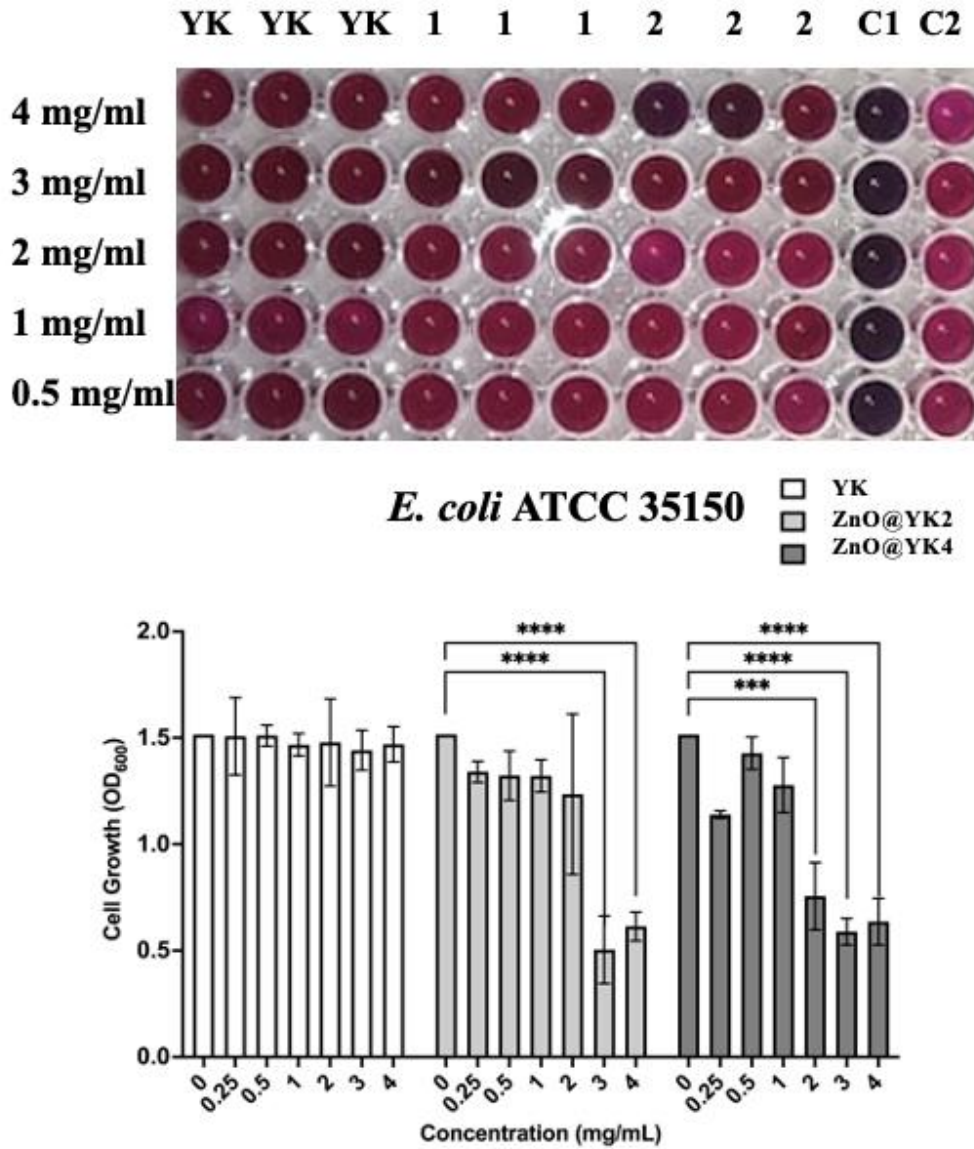 YK YK YK 1 1 1 2 2 2 C1 C2
4 mg/ml
3 mg/ml
2 mg/ml
1 mg/ml
0.5 mg/ml
E. coli ATCC 35150
YK
ZnO@YK2
ZnO@YK4
2.0
1.5
1.0
0.5
0.0
Cell Growth (OD600)
**** ****
**** ****
***
0 0.25 0.5 1 2 3 4 0 0.25 0.5 1 2 3 4 0 0.25 0.5 1 2 3 4
Concentration (mg/mL)